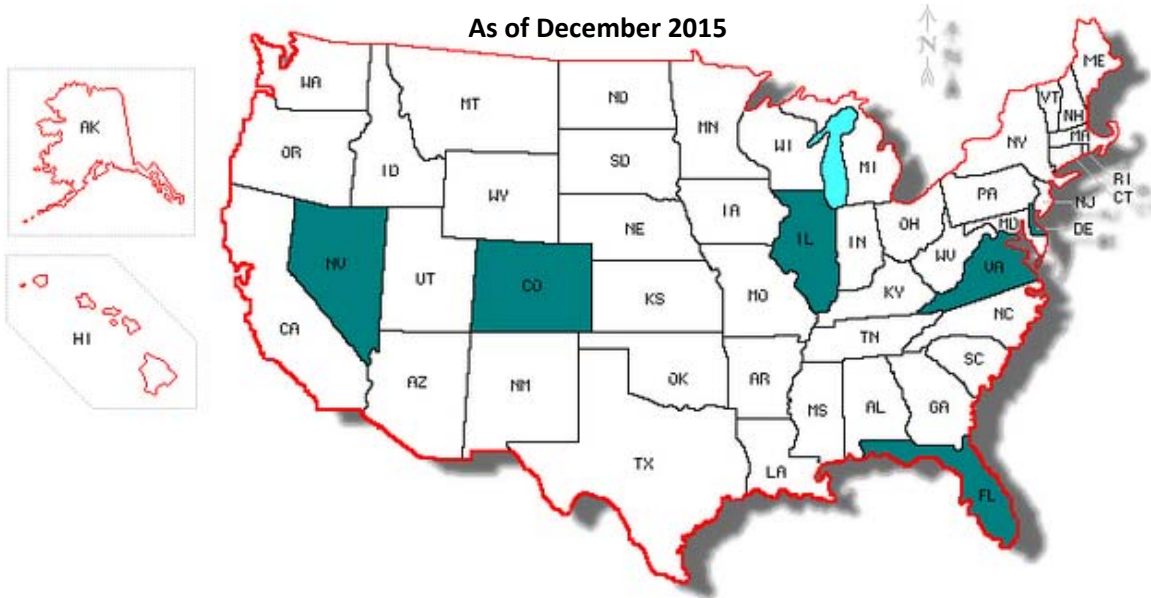 As of December 2015
N
AK
HI
WA
OR
CA
NV
ID
MT
WY
UT
AZ
CO
NM
ND
SD
NE
KS
OK
TX
MN
IA
MO
AR
LA
WI
IL
MI
IN
OH
KY
TN
MS
AL
GA
FL
SC
NC
VA
WV
MD
DE
NJ
PA
NY
CT
RI
MA
VT
NH
ME